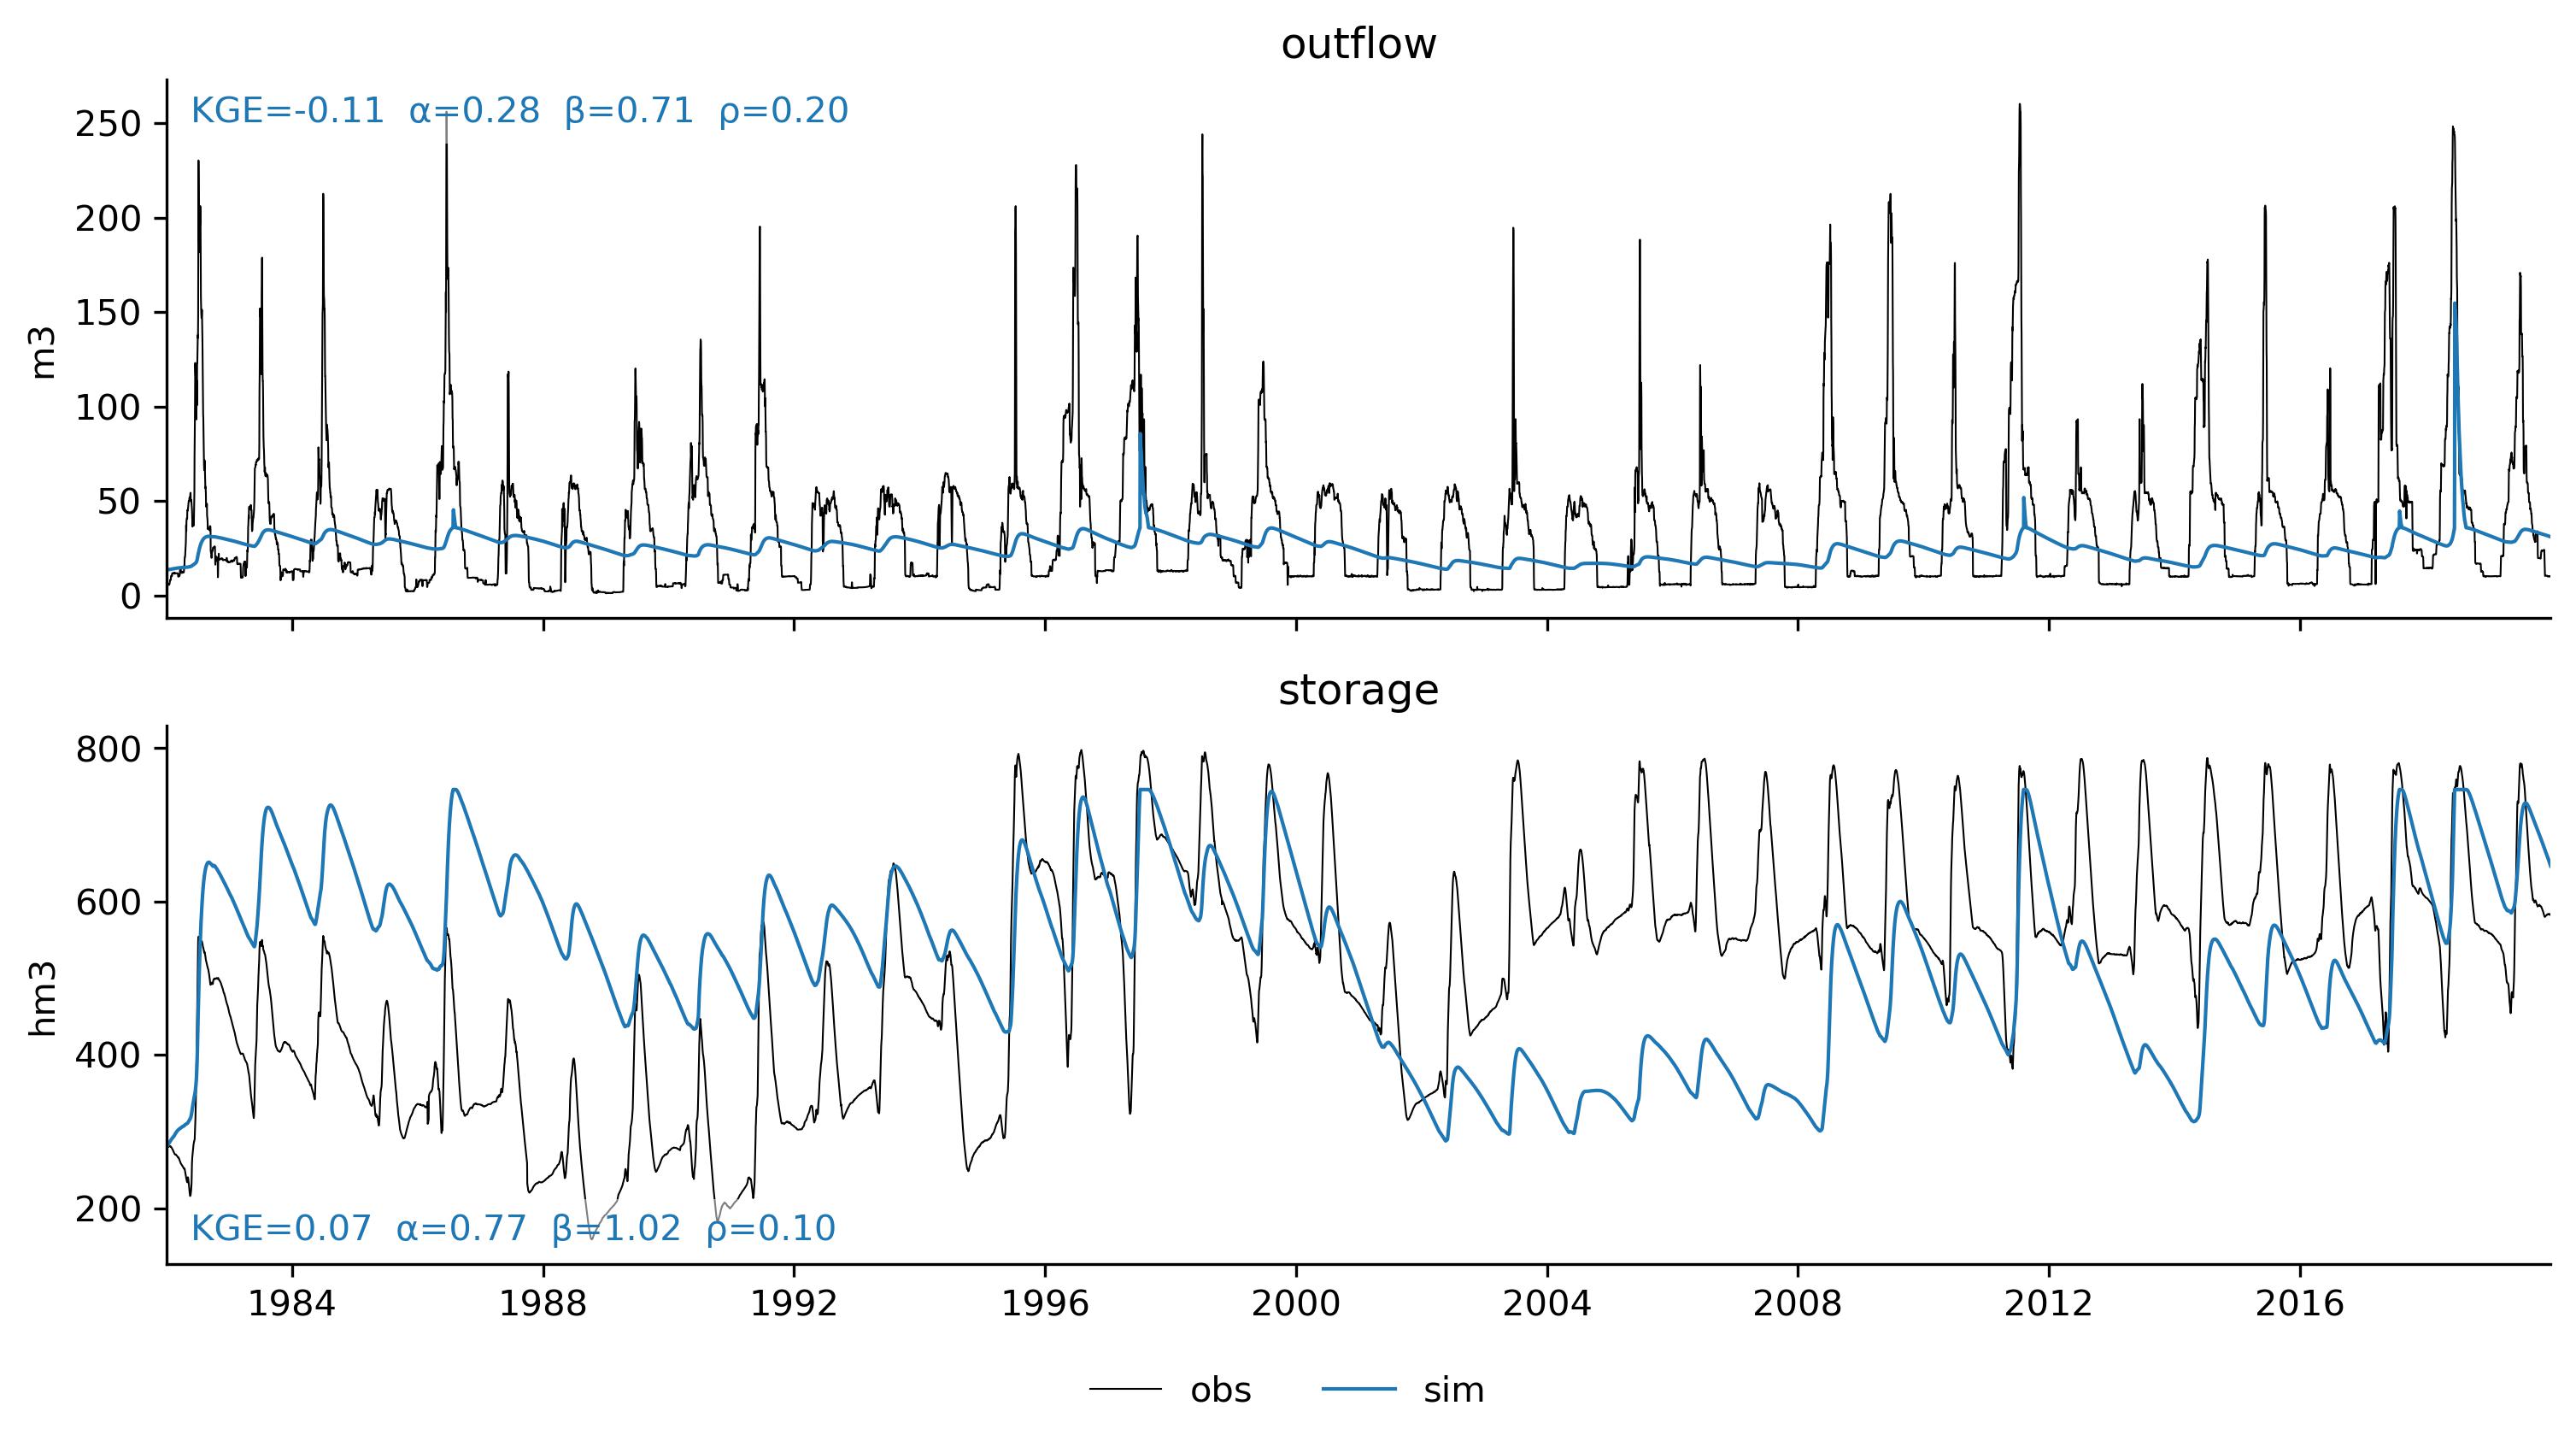 outflow
KGE=-0.11 α=0.28 β=0.71 ρ=0.20
250
200
150
100
50
0
m3
storage
800
600
400
200
hm3
KGE=0.07 α=0.77 β=1.02 ρ=0.10
1984 1988 1992 1996 2000 2004 2008 2012 2016
obs sim